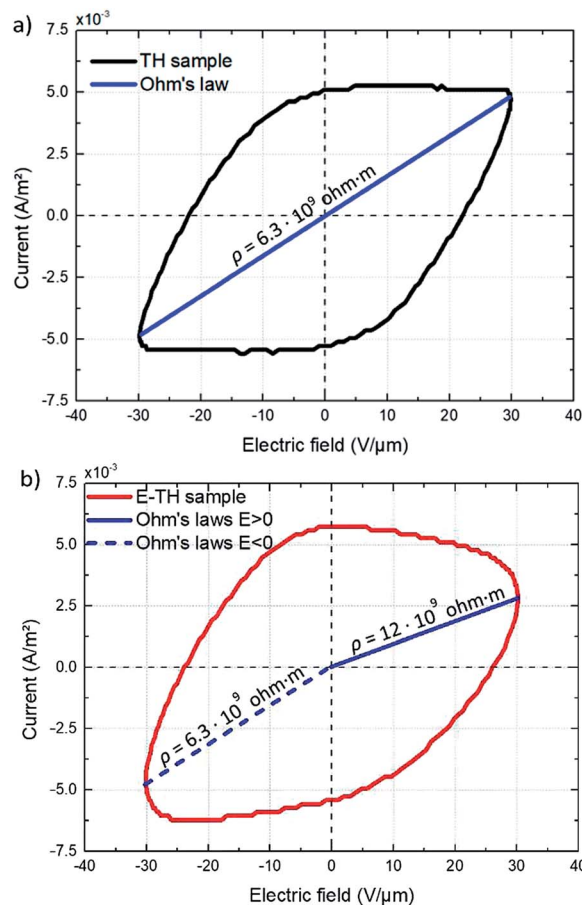 a)
×10⁻³
7.5
TH sample
Ohm's law
5.0
2.5
0.0
-2.5
-5.0
-7.5
ρ = 6.3 · 10⁹ ohm·m
Current (A/m²)
-40 -30 -20 -10 0 10 20 30 40
Electric field (V/µm)
b)
×10⁻³
7.5
E-TH sample
Ohm's laws E>0
Ohm's laws E<0
5.0
2.5
0.0
-2.5
-5.0
-7.5
ρ = 12 · 10⁹ ohm·m
ρ = 6.3 · 10⁹ ohm·m
Current (A/m²)
-40 -30 -20 -10 0 10 20 30 40
Electric field (V/µm)